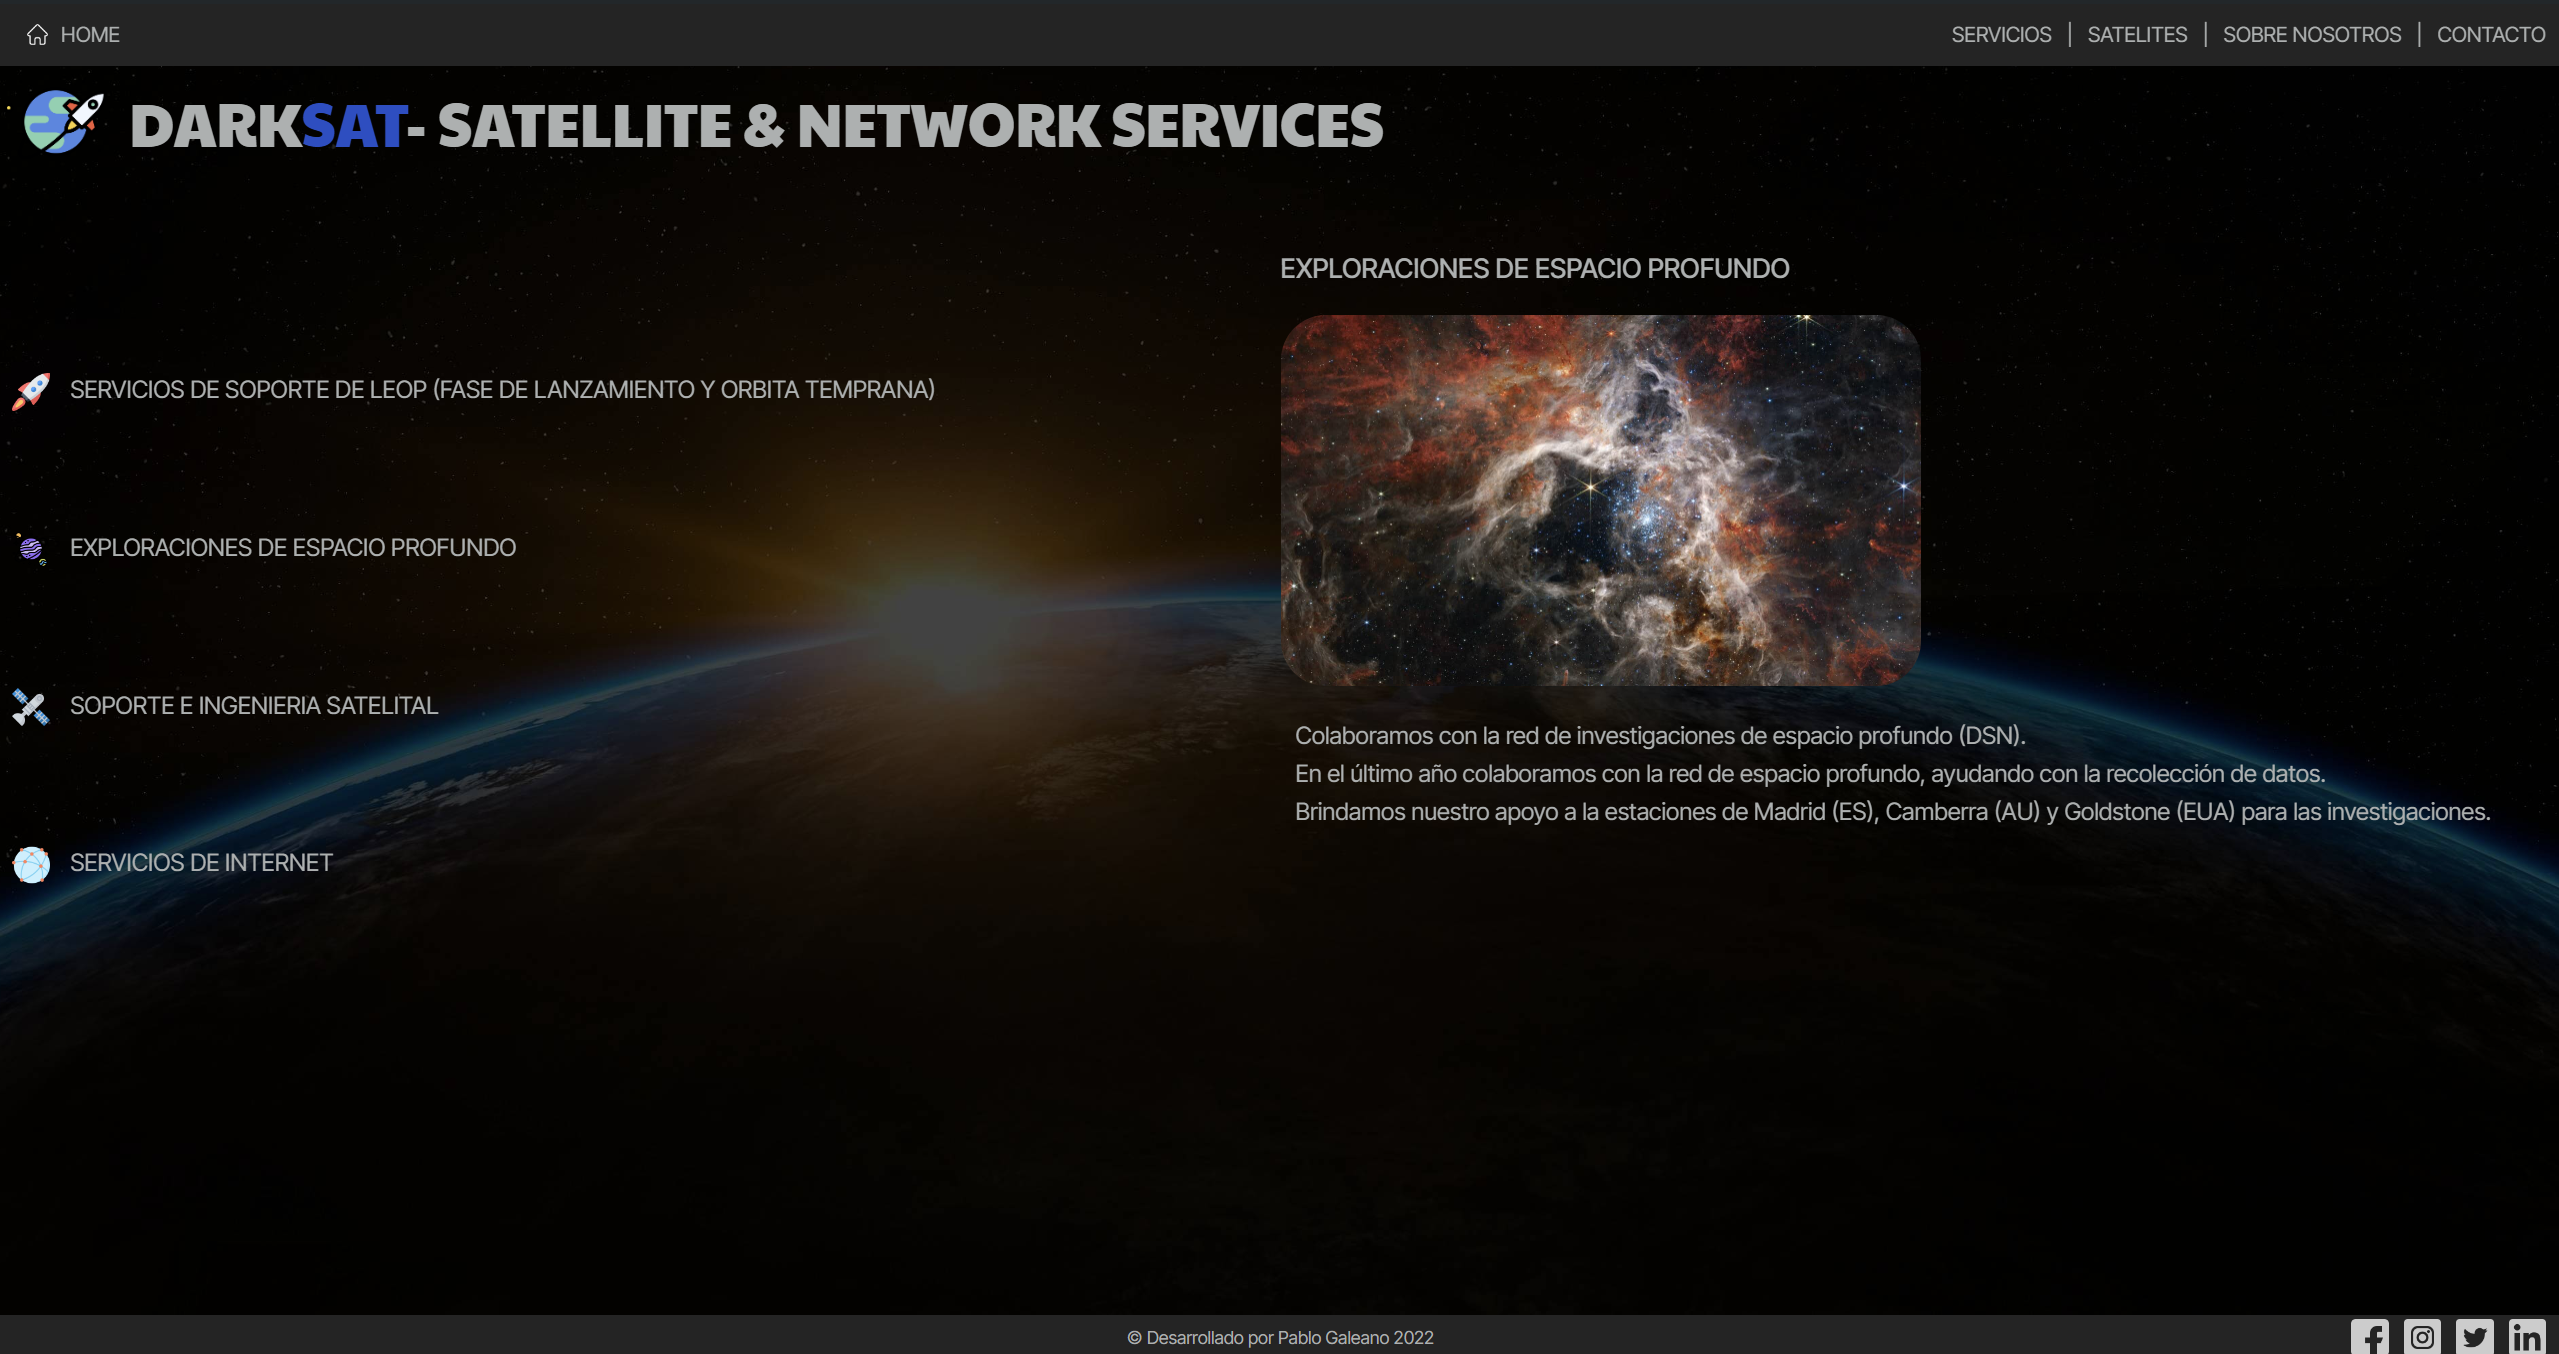 HOME
SERVICIOS | SATELITES | SOBRE NOSOTROS | CONTACTO
DARKSAT- SATELLITE & NETWORK SERVICES
SERVICIOS DE SOPORTE DE LEOP (FASE DE LANZAMIENTO Y ORBITA TEMPRANA)
EXPLORACIONES DE ESPACIO PROFUNDO
SOPORTE E INGENIERIA SATELITAL
SERVICIOS DE INTERNET
EXPLORACIONES DE ESPACIO PROFUNDO
Colaboramos con la red de investigaciones de espacio profundo (DSN).
En el último año colaboramos con la red de espacio profundo, ayudando con la recolección de datos.
Brindamos nuestro apoyo a la estaciones de Madrid (ES), Camberra (AU) y Goldstone (EUA) para las investigaciones.
© Desarrollado por Pablo Galeano 2022